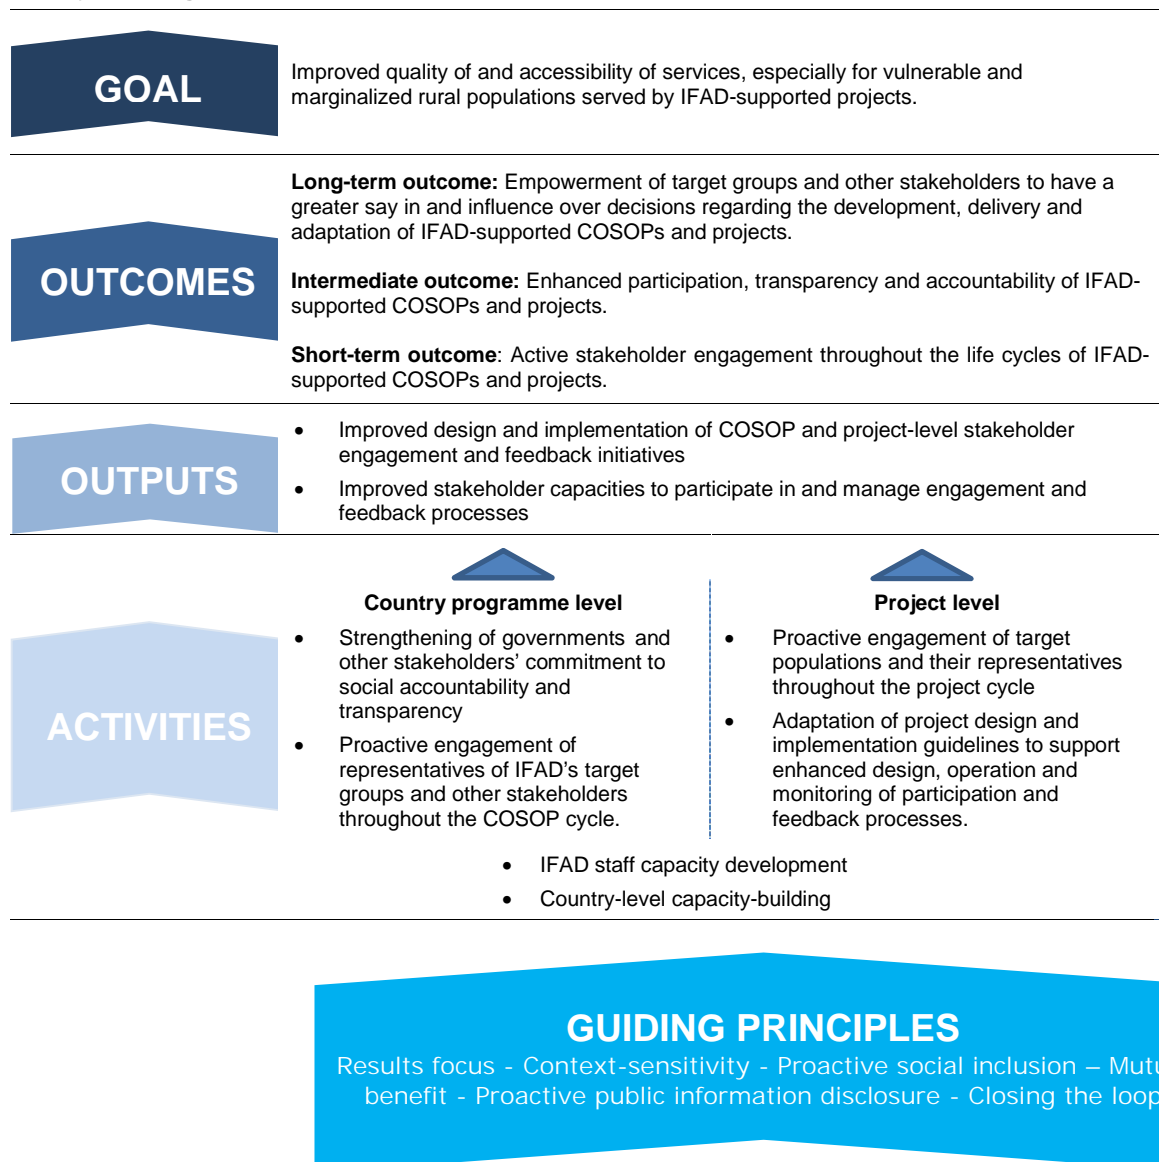 GOAL
Improved quality of and accessibility of services, especially for vulnerable and
marginalized rural populations served by IFAD-supported projects.
OUTCOMES
Long-term outcome: Empowerment of target groups and other stakeholders to have a
greater say in and influence over decisions regarding the development, delivery and
adaptation of IFAD-supported COSOPs and projects.
Intermediate outcome: Enhanced participation, transparency and accountability of IFAD-
supported COSOPs and projects.
Short-term outcome: Active stakeholder engagement throughout the life cycles of IFAD-
supported COSOPs and projects.
OUTPUTS
• Improved design and implementation of COSOP and project-level stakeholder
engagement and feedback initiatives
• Improved stakeholder capacities to participate in and manage engagement and
feedback processes
ACTIVITIES
Country programme level
• Strengthening of governments and
other stakeholders’ commitment to
social accountability and
transparency
• Proactive engagement of
representatives of IFAD’s target
groups and other stakeholders
throughout the COSOP cycle.
Project level
• Proactive engagement of target
populations and their representatives
throughout the project cycle
• Adaptation of project design and
implementation guidelines to support
enhanced design, operation and
monitoring of participation and
feedback processes.
• IFAD staff capacity development
• Country-level capacity-building
GUIDING PRINCIPLES
Results focus - Context-sensitivity - Proactive social inclusion –
benefit - Proactive public information disclosure - Closing the loop